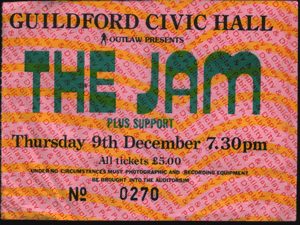 GUILDFORD CIVIC HALL
OUTLAW PRESENTS
THE JAM
PLUS SUPPORT
Thursday 9th December 7.30pm
All tickets £5.00
UNDER NO CIRCUMSTANCES MUST PHOTOGRAPHIC AND RECORDING EQUIPMENT
BE BROUGHT INTO THE AUDITORIUM
No 0270